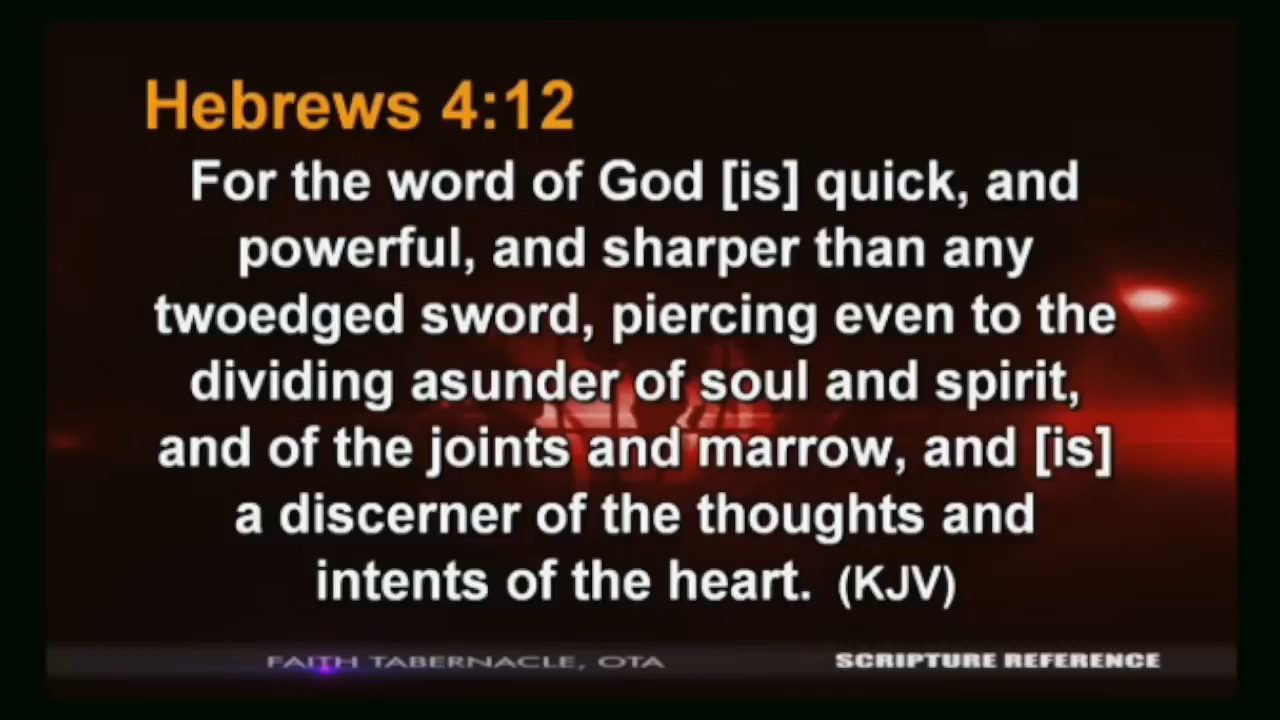 Hebrews 4:12
For the word of God [is] quick, and
powerful, and sharper than any
twoedged sword, piercing even to the
dividing asunder of soul and spirit,
and of the joints and marrow, and [is]
a discerner of the thoughts and
intents of the heart. (KJV)
FAITH TABERNACLE, OTA
SCRIPTURE REFERENCE